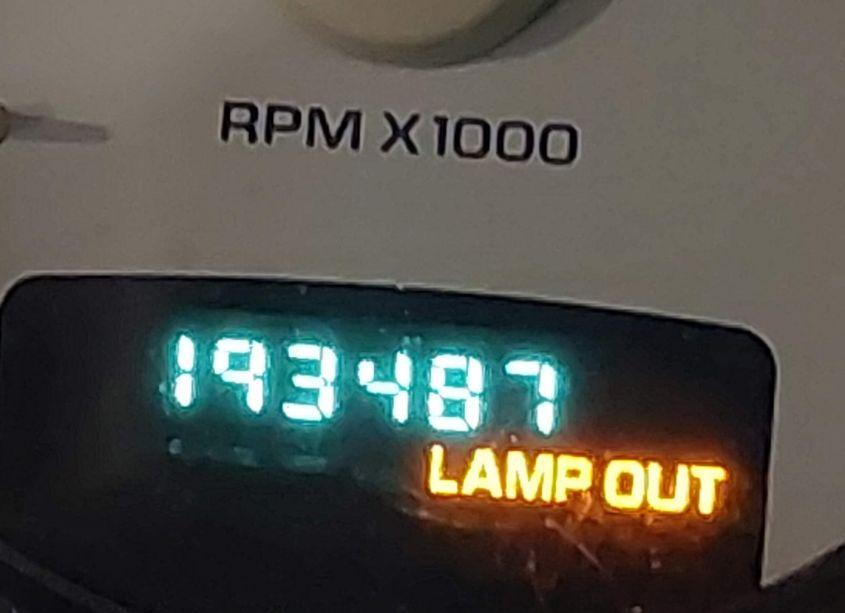 RPM X1000
193487
LAMP OUT